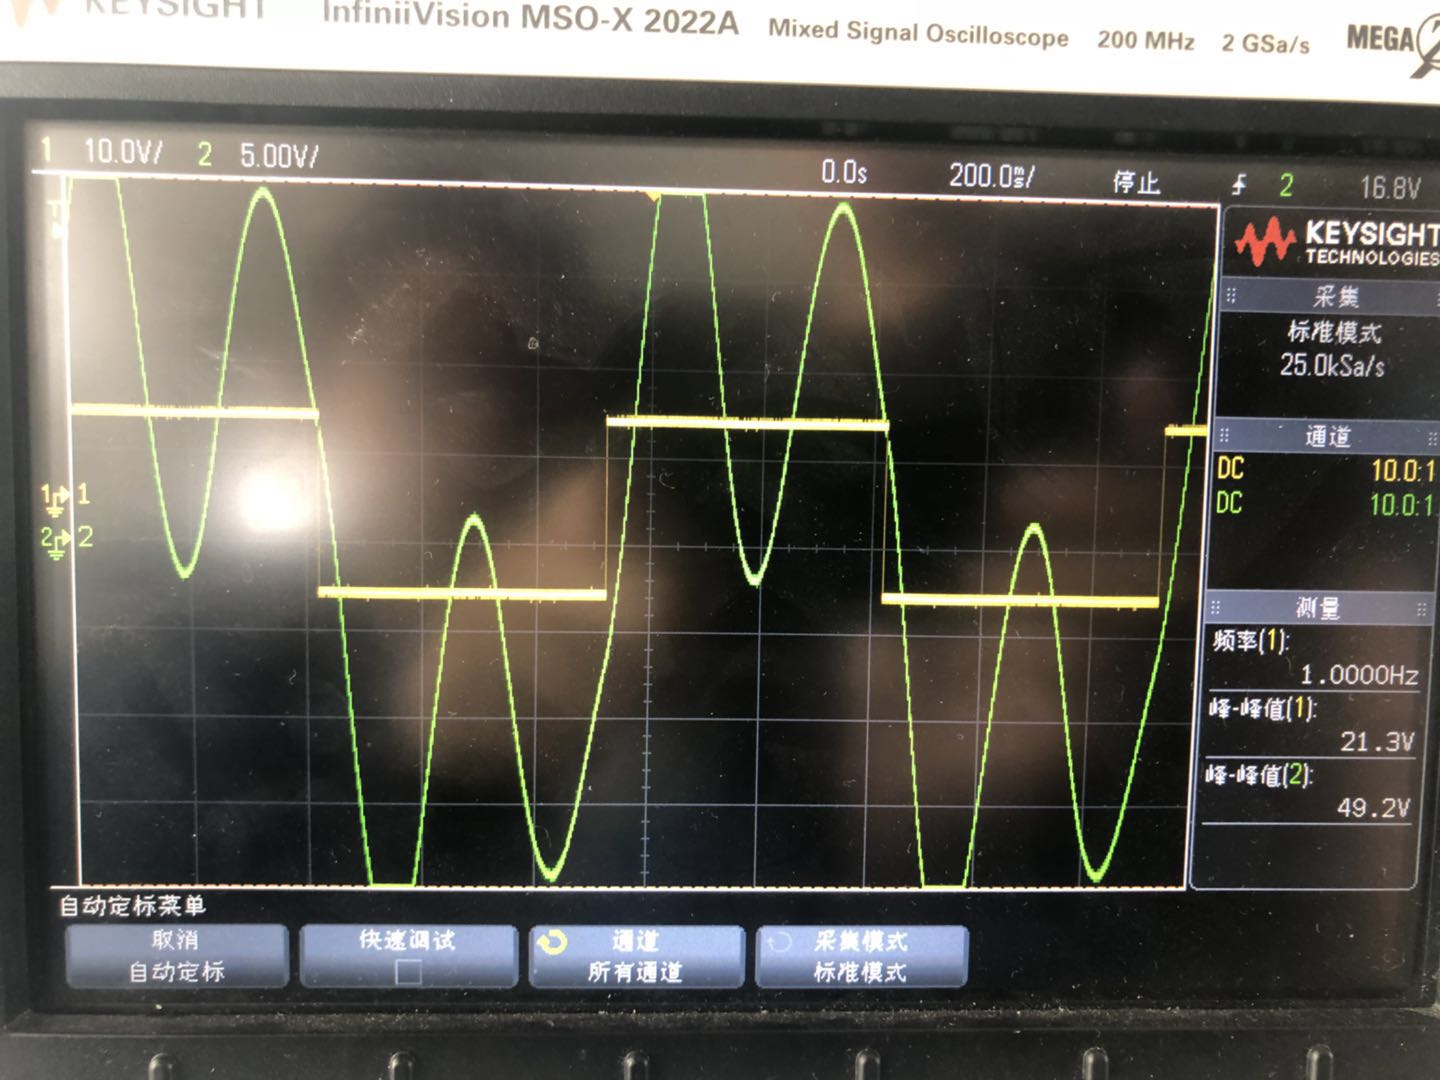 KEYSIGHT InfiniiVision MSO-X 2022A Mixed Signal Oscilloscope 200 MHz 2 GSa/s MEGA
1 10.0V/ 2 5.00V/ 0.0s 200.0ms/ 停止 2 16.8V
KEYSIGHT
TECHNOLOGIES
采集
标准模式
25.0kSa/s
通道
DC 10.0:1
DC 10.0:1
1 1
2 2
测量
频率(1):
1.0000Hz
峰-峰值(1):
21.3V
峰-峰值(2):
49.2V
自动定标菜单
取消
自动定标
快速调试
通道
所有通道
采集模式
标准模式